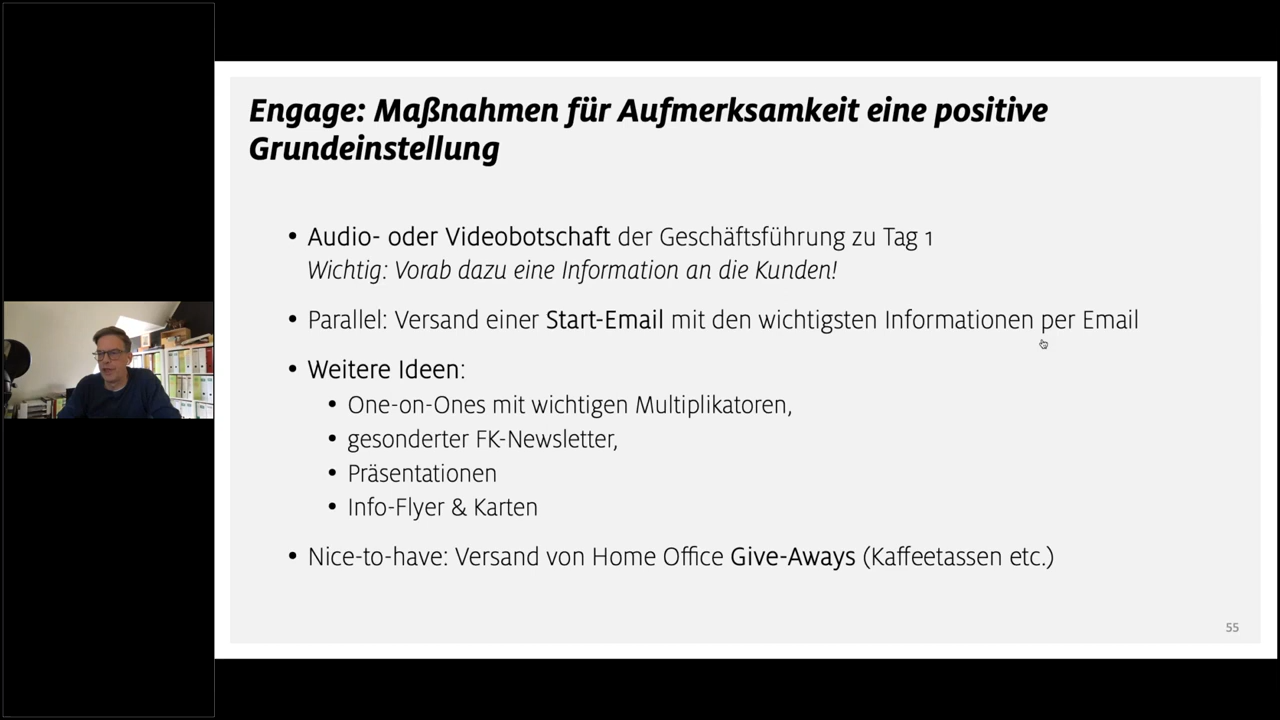 Engage: Maßnahmen für Aufmerksamkeit eine positive
Grundeinstellung
• Audio- oder Videobotschaft der Geschäftsführung zu Tag 1
Wichtig: Vorab dazu eine Information an die Kunden!
• Parallel: Versand einer Start-Email mit den wichtigsten Informationen per Email
• Weitere Ideen:
• One-on-Ones mit wichtigen Multiplikatoren,
• gesonderter FK-Newsletter,
• Präsentationen
• Info-Flyer & Karten
• Nice-to-have: Versand von Home Office Give-Aways (Kaffeetassen etc.)
55